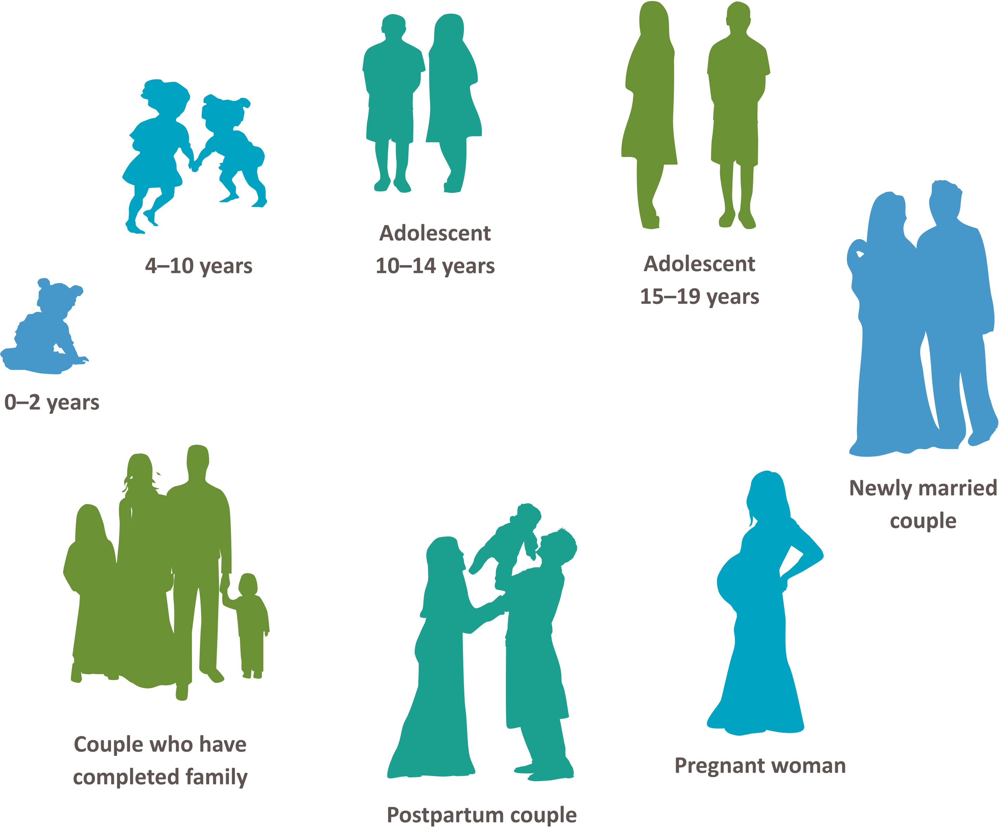 0–2 years
4–10 years
Adolescent
10–14 years
Adolescent
15–19 years
Newly married
couple
Pregnant woman
Postpartum couple
Couple who have
completed family